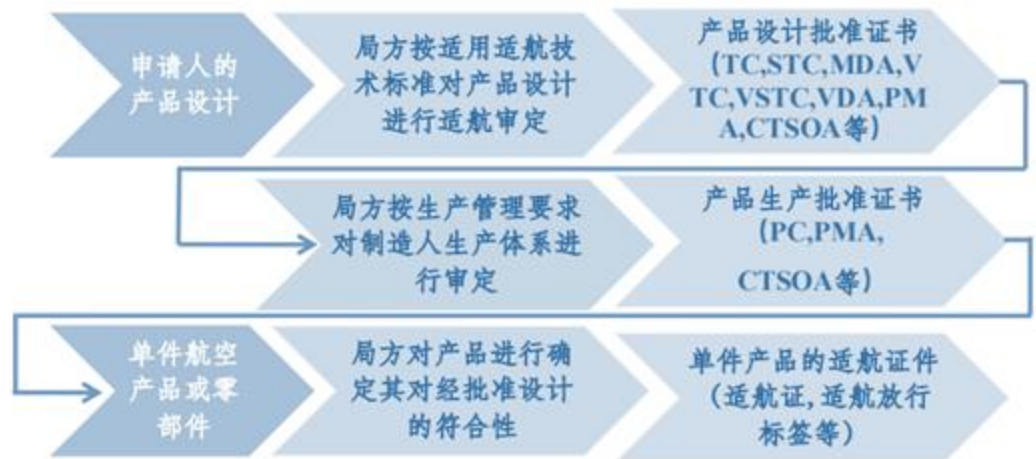 申请人的
产品设计
局方按适用适航技
术标准对产品设计
进行适航审定
产品设计批准证书
(TC,STC,MDA,V
TC,VSTC,VDA,PM
A,CTSOA等)
局方按生产管理要求
对制造人生产体系进
行审定
产品生产批准证书
(PC,PMA,
CTSOA等)
单件航空
产品或零
部件
局方对产品进行确
定其对经批准设计
的符合性
单件产品的适航证件
(适航证,适航放行
标签等)